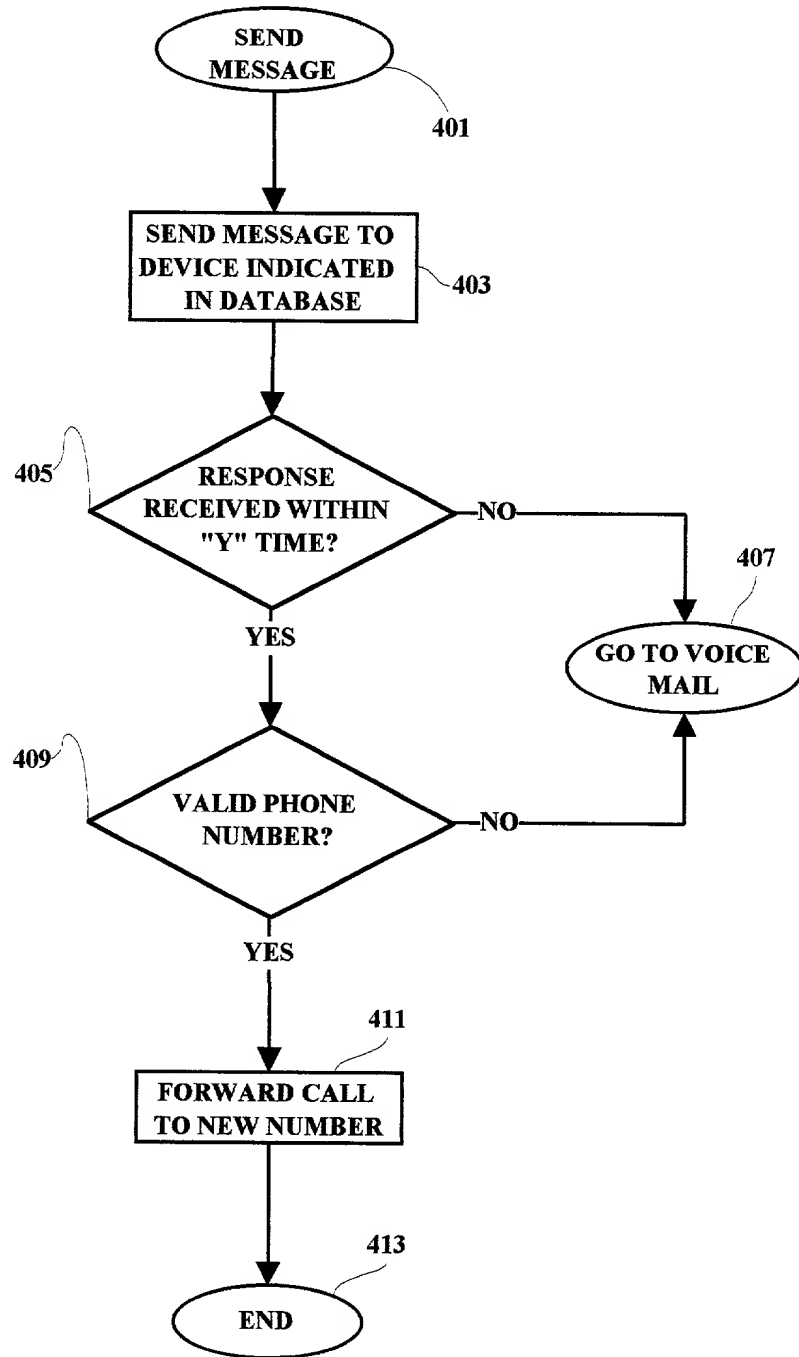 SEND
MESSAGE
401
SEND MESSAGE TO
DEVICE INDICATED
IN DATABASE
403
405
RESPONSE
RECEIVED WITHIN
"Y" TIME?
NO
407
YES
GO TO VOICE
MAIL
409
VALID PHONE
NUMBER?
NO
YES
411
FORWARD CALL
TO NEW NUMBER
413
END